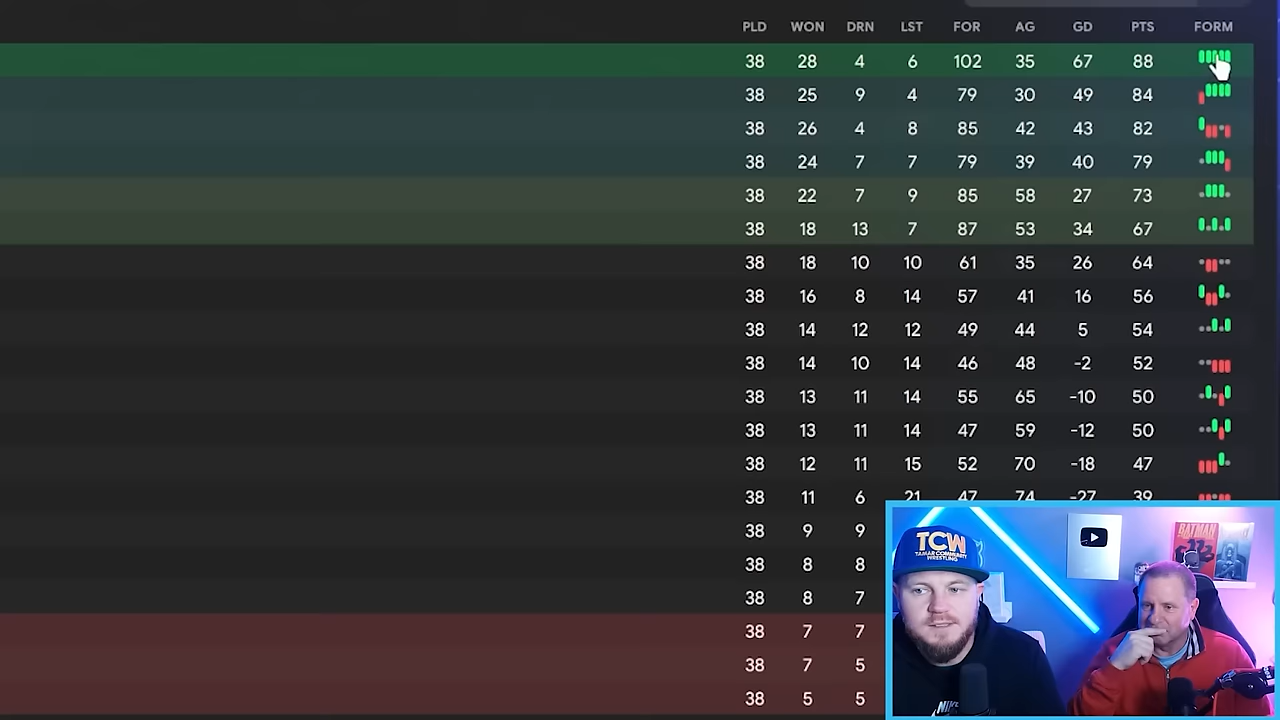 PLD WON DRN LST FOR AG GD PTS FORM
38 28 4 6 102 35 67 88
38 25 9 4 79 30 49 84
38 26 4 8 85 42 43 82
38 24 7 7 79 39 40 79
38 22 7 9 85 58 27 73
38 18 13 7 87 53 34 67
38 18 10 10 61 35 26 64
38 16 8 14 57 41 16 56
38 14 12 12 49 44 5 54
38 14 10 14 46 48 -2 52
38 13 11 14 55 65 -10 50
38 13 11 14 47 59 -12 50
38 12 11 15 52 70 -18 47
38 11 6 21 47 74 -27 39
38 9 9
38 8 8
38 8 7
38 7 7
38 7 5
38 5 5
TCW
TAMAR COMMUNITY
WRESTLING
BATMAN
NIKE